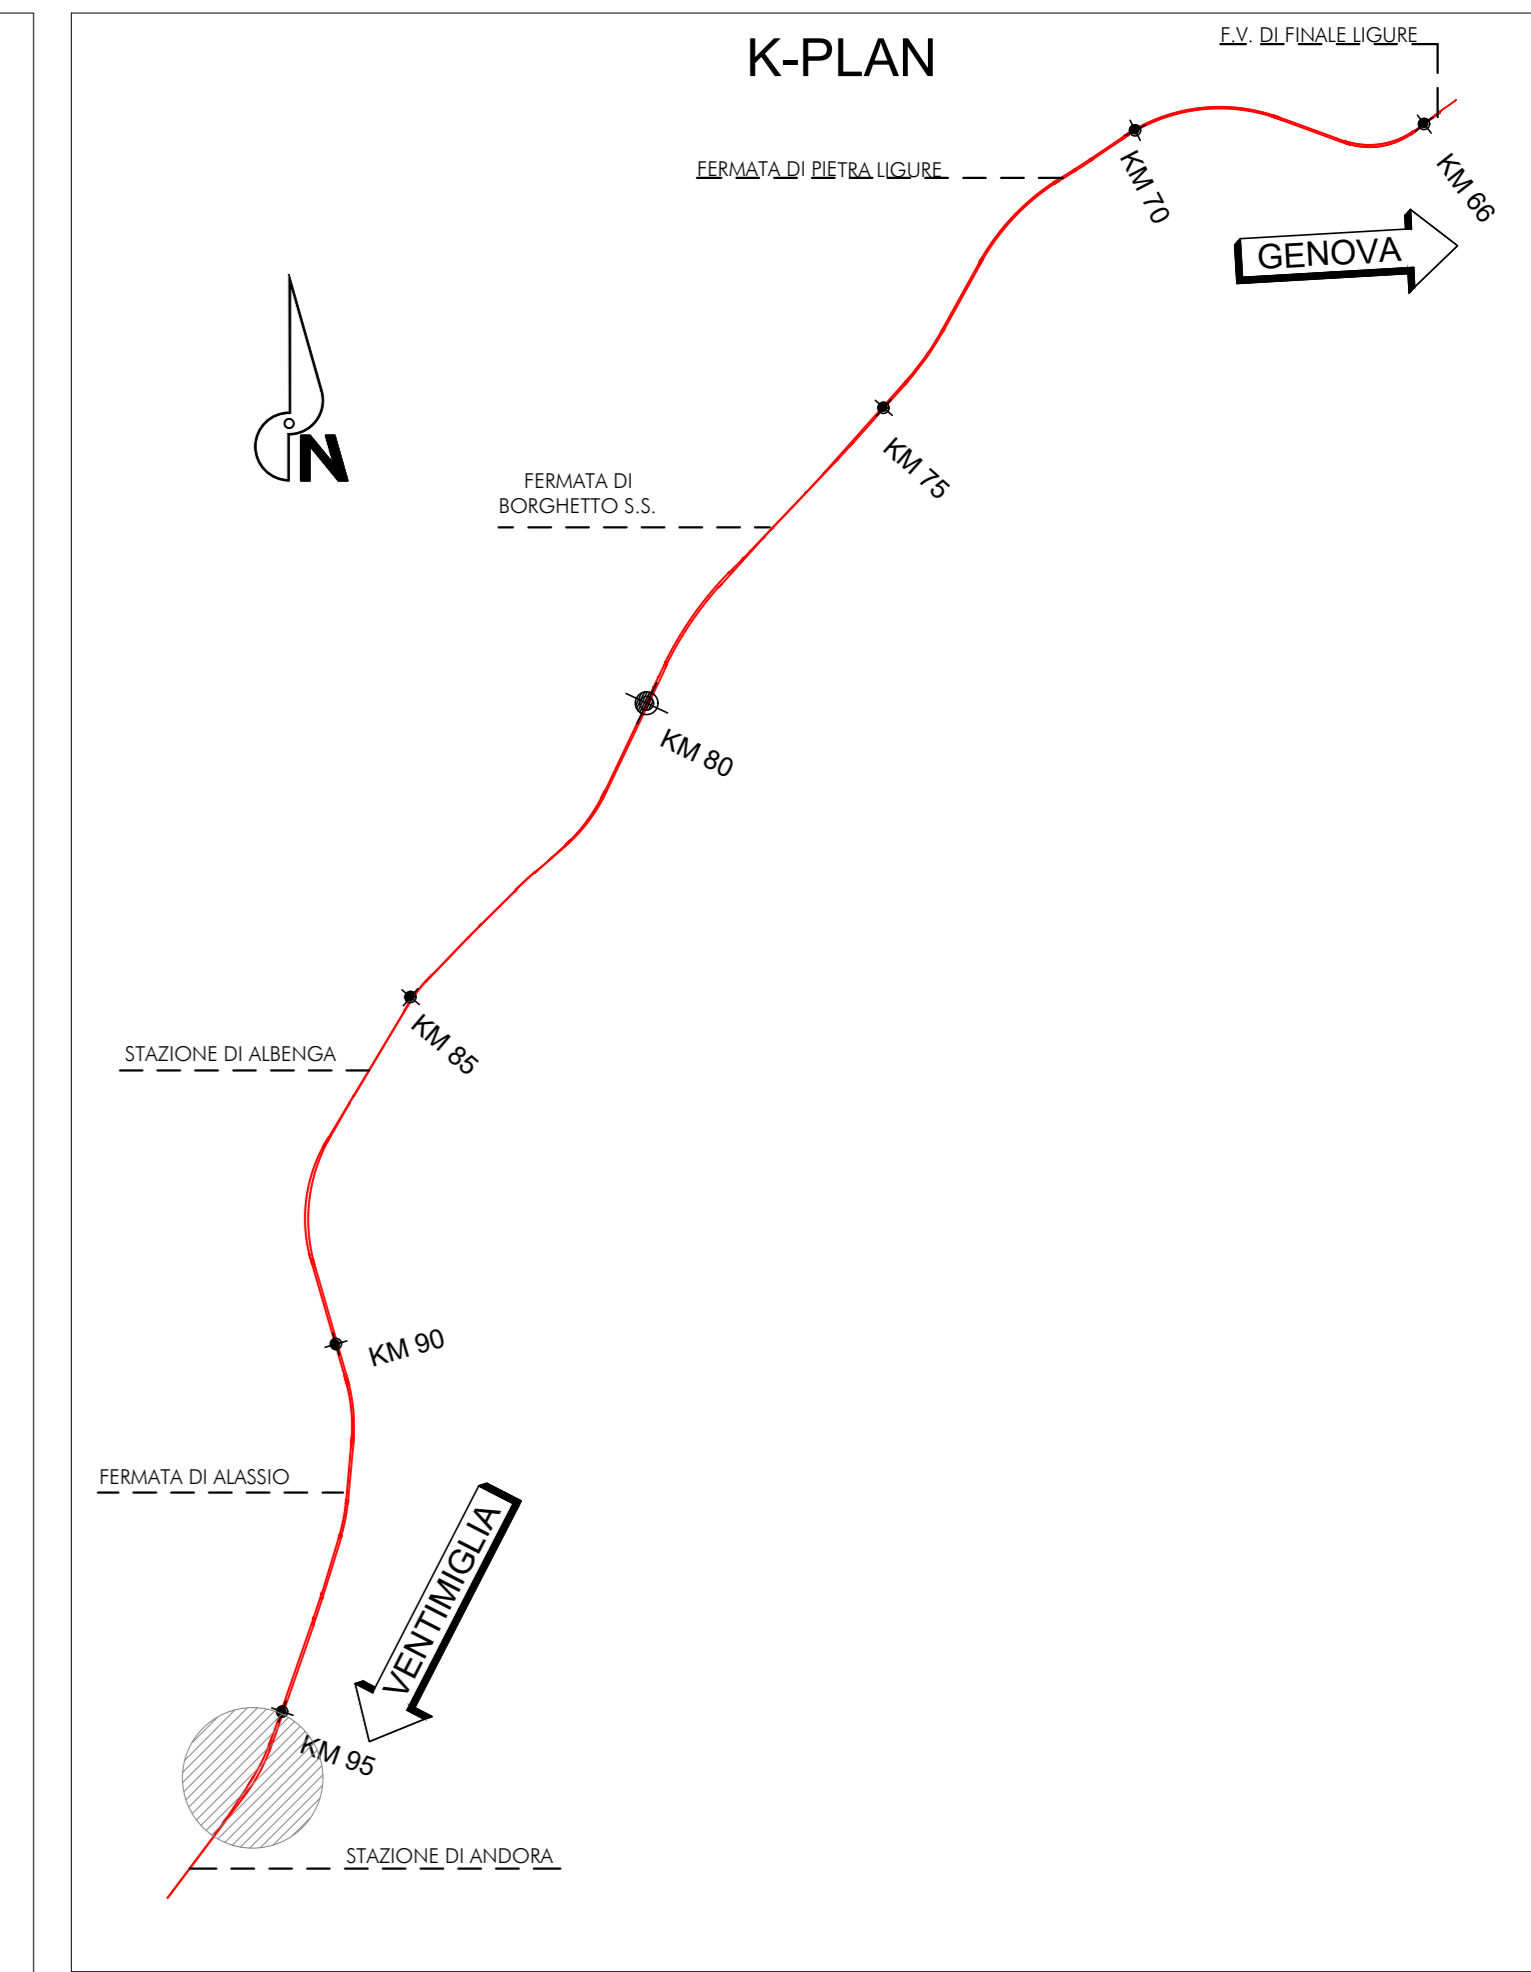 K-PLAN
F.V. DI FINALE LIGURE
FERMATA DI PIETRA LIGURE
KM 70
KM 66
GENOVA
N
KM 75
FERMATA DI
BORGHETTO S.S.
KM 80
STAZIONE DI ALBENGA
KM 85
KM 90
FERMATA DI ALASSIO
VENTIMIGLIA
KM 95
STAZIONE DI ANDORA